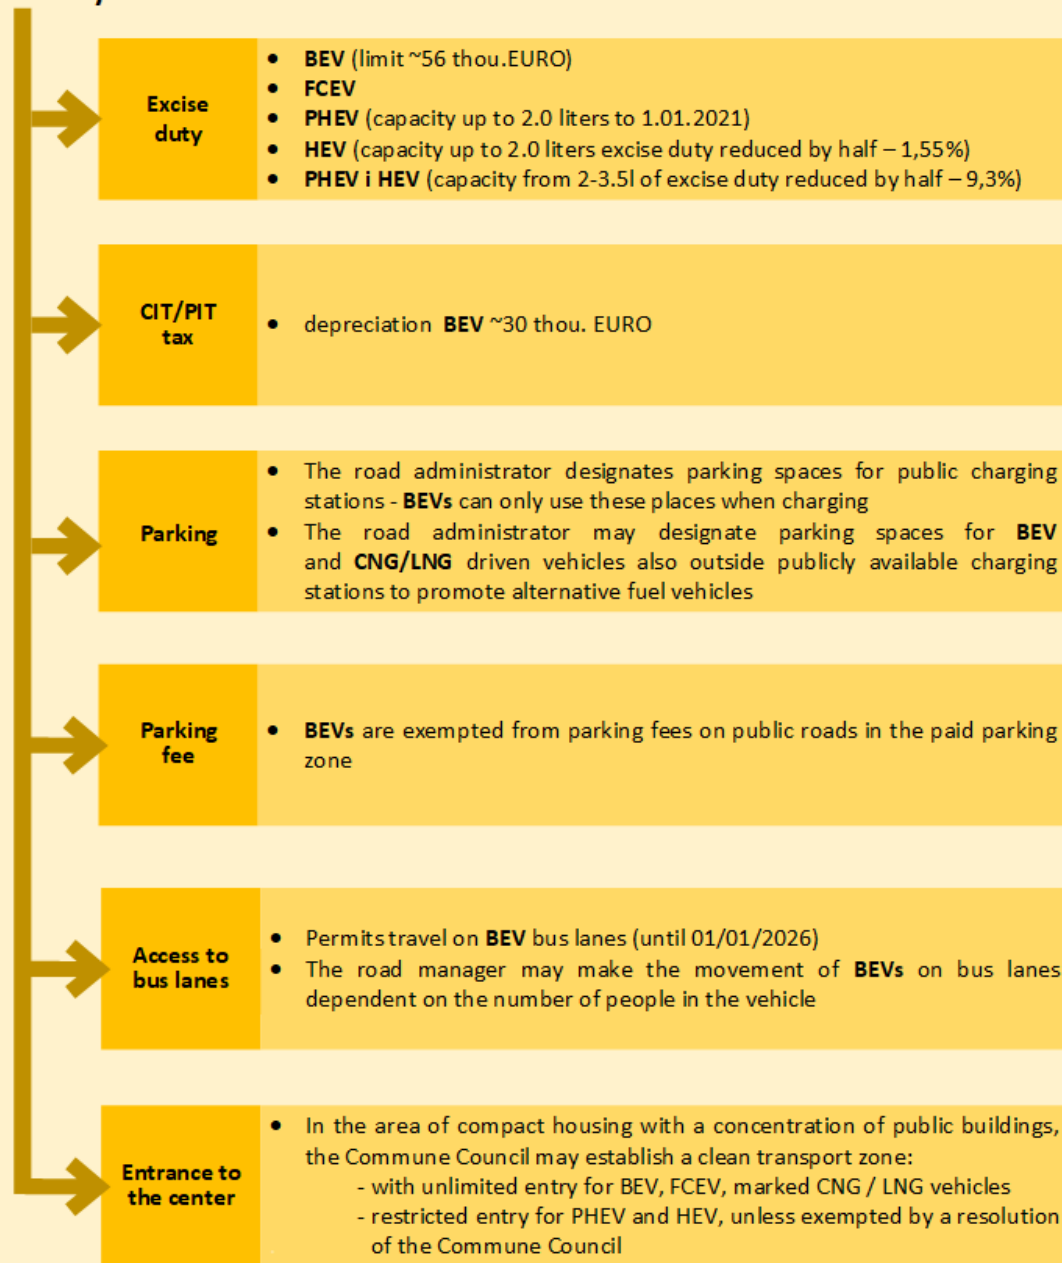 Excise
duty
• BEV (limit ~56 thou.EURO)
• FCEV
• PHEV (capacity up to 2.0 liters to 1.01.2021)
• HEV (capacity up to 2.0 liters excise duty reduced by half – 1,55%)
• PHEV i HEV (capacity from 2-3.5l of excise duty reduced by half – 9,3%)
CIT/PIT
tax
• depreciation BEV ~30 thou. EURO
Parking
• The road administrator designates parking spaces for public charging
stations - BEVs can only use these places when charging
• The road administrator may designate parking spaces for BEV
and CNG/LNG driven vehicles also outside publicly available charging
stations to promote alternative fuel vehicles
Parking
fee
• BEVs are exempted from parking fees on public roads in the paid parking
zone
Access to
bus lanes
• Permits travel on BEV bus lanes (until 01/01/2026)
• The road manager may make the movement of BEVs on bus lanes
dependent on the number of people in the vehicle
Entrance to
the center
• In the area of compact housing with a concentration of public buildings,
the Commune Council may establish a clean transport zone:
- with unlimited entry for BEV, FCEV, marked CNG / LNG vehicles
- restricted entry for PHEV and HEV, unless exempted by a resolution
of the Commune Council